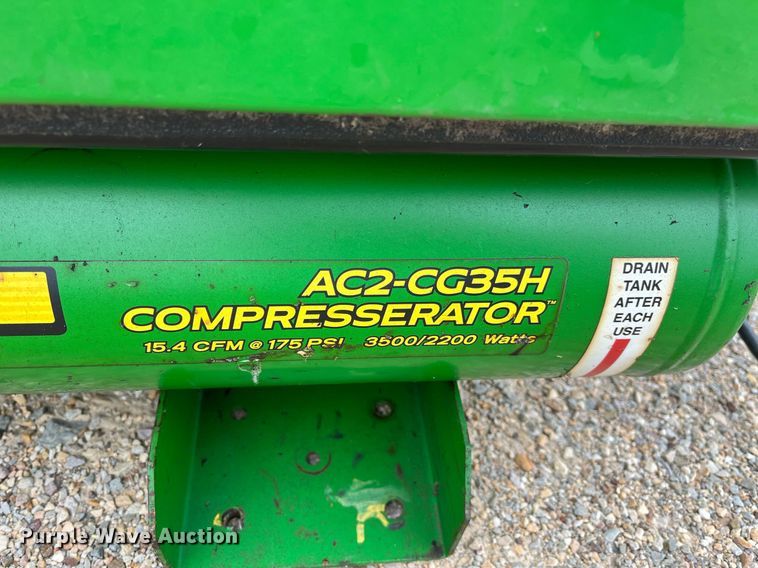 AC2-CG35H
COMPRESSERATOR™
15.4 CFM @ 175 PSI 3500/2200 Watts
DRAIN
TANK
AFTER
EACH
USE
Purple Wave Auction